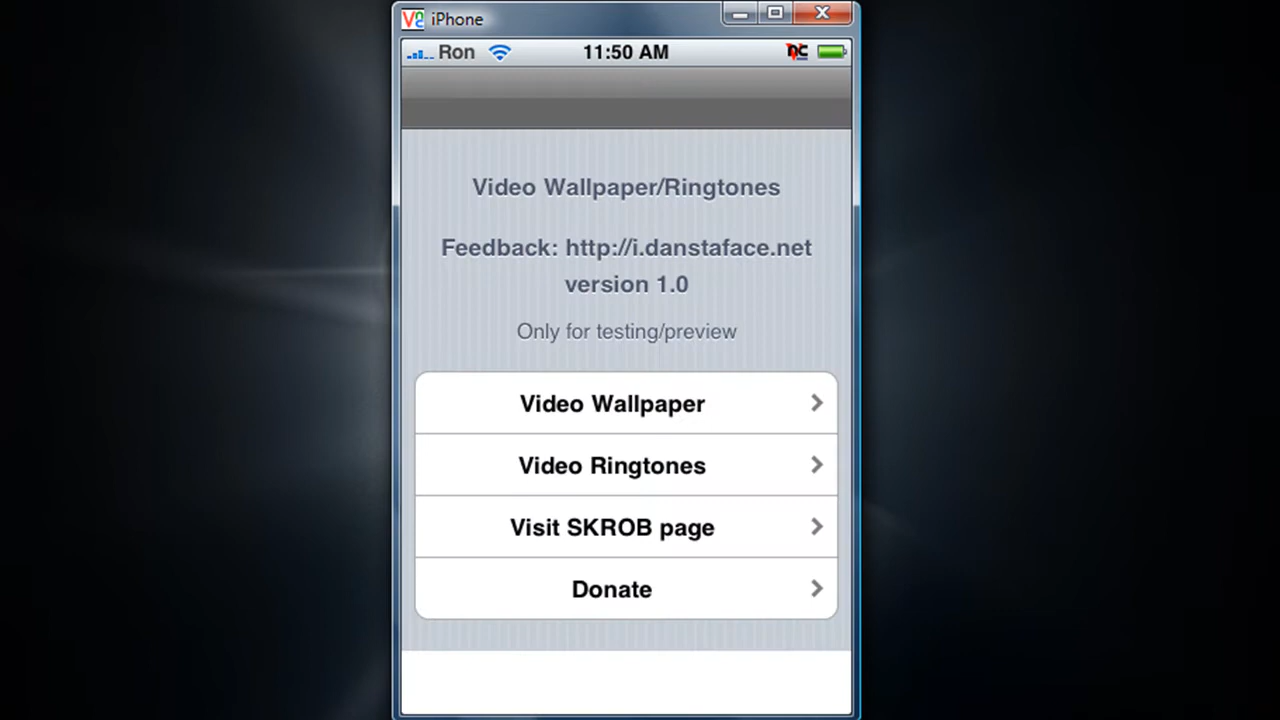 iPhone
Ron 11:50 AM
Video Wallpaper/Ringtones
Feedback: http://i.danstaface.net
version 1.0
Only for testing/preview
Video Wallpaper
Video Ringtones
Visit SKROB page
Donate